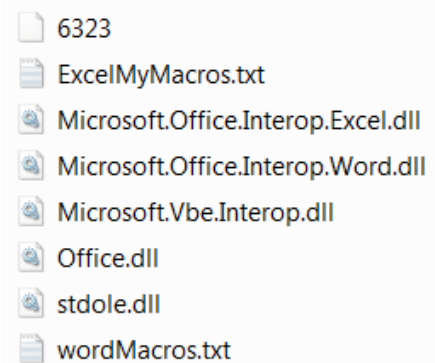 6323
ExcelMyMacros.txt
Microsoft.Office.Interop.Excel.dll
Microsoft.Office.Interop.Word.dll
Microsoft.Vbe.Interop.dll
Office.dll
stdole.dll
wordMacros.txt